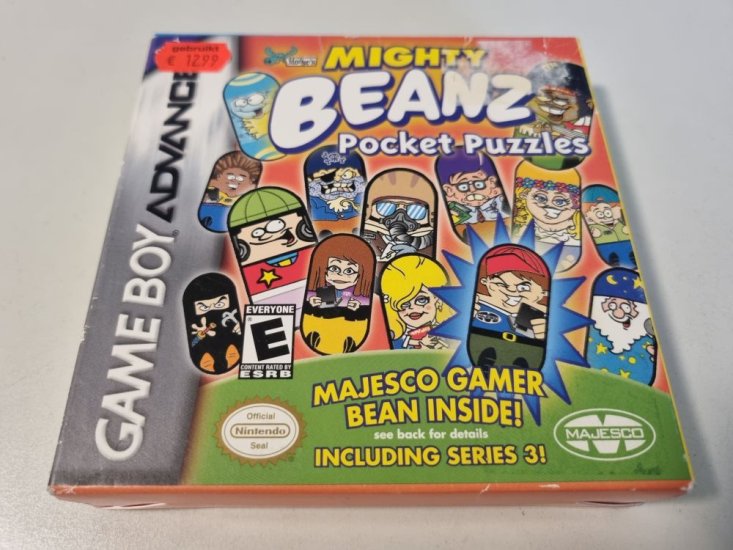 gebruikt
€ 12.99
GAME BOY ADVANCE
MIGHTY
BEANZ
Pocket Puzzles
EVERYONE
E
CONTENT RATED BY
ESRB
MAJESCO GAMER
BEAN INSIDE!
see back for details
INCLUDING SERIES 3!
Official
Nintendo
Seal
MAJESCO